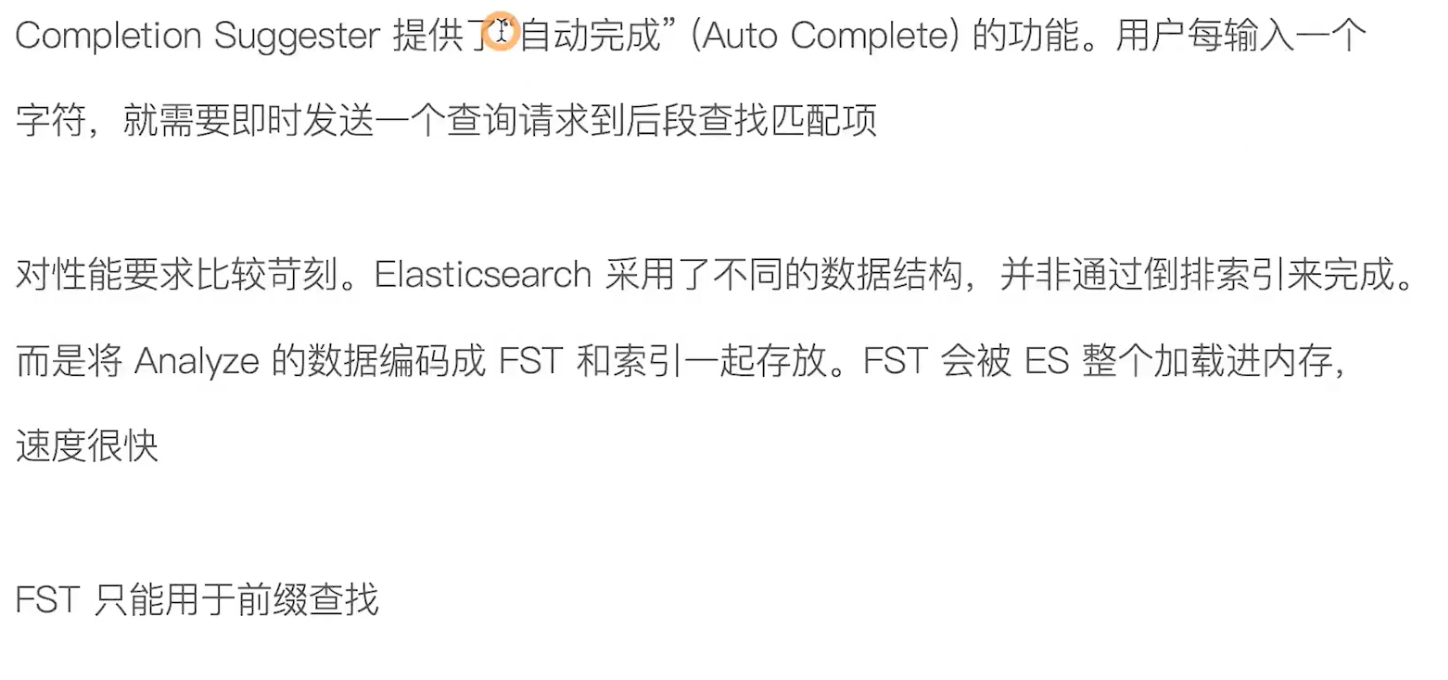 Completion Suggester 提供了“自动完成” (Auto Complete) 的功能。用户每输入一个
字符，就需要即时发送一个查询请求到后段查找匹配项
对性能要求比较苛刻。Elasticsearch 采用了不同的数据结构，并非通过倒排索引来完成。
而是将 Analyze 的数据编码成 FST 和索引一起存放。FST 会被 ES 整个加载进内存，
速度很快
FST 只能用于前缀查找